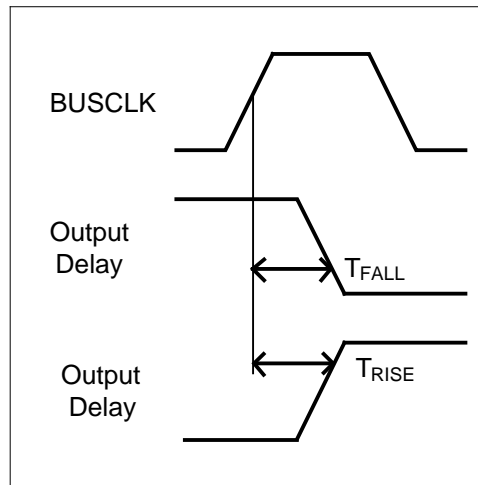 BUSCLK
Output
Delay
TFALL
Output
Delay
TRISE